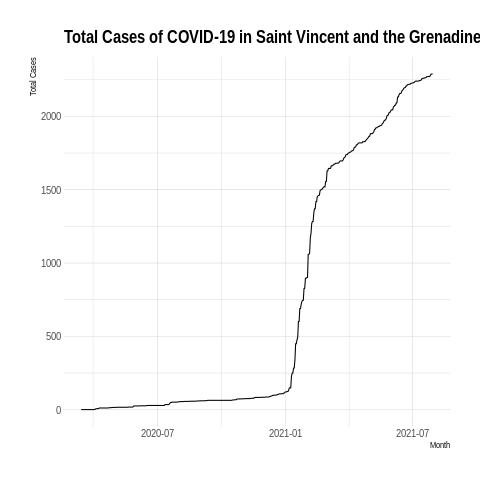 Total Cases of COVID-19 in Saint Vincent and the Grenadine
Total Cases
2000
1500
1000
500
0
2020-07
2021-01
2021-07
Month